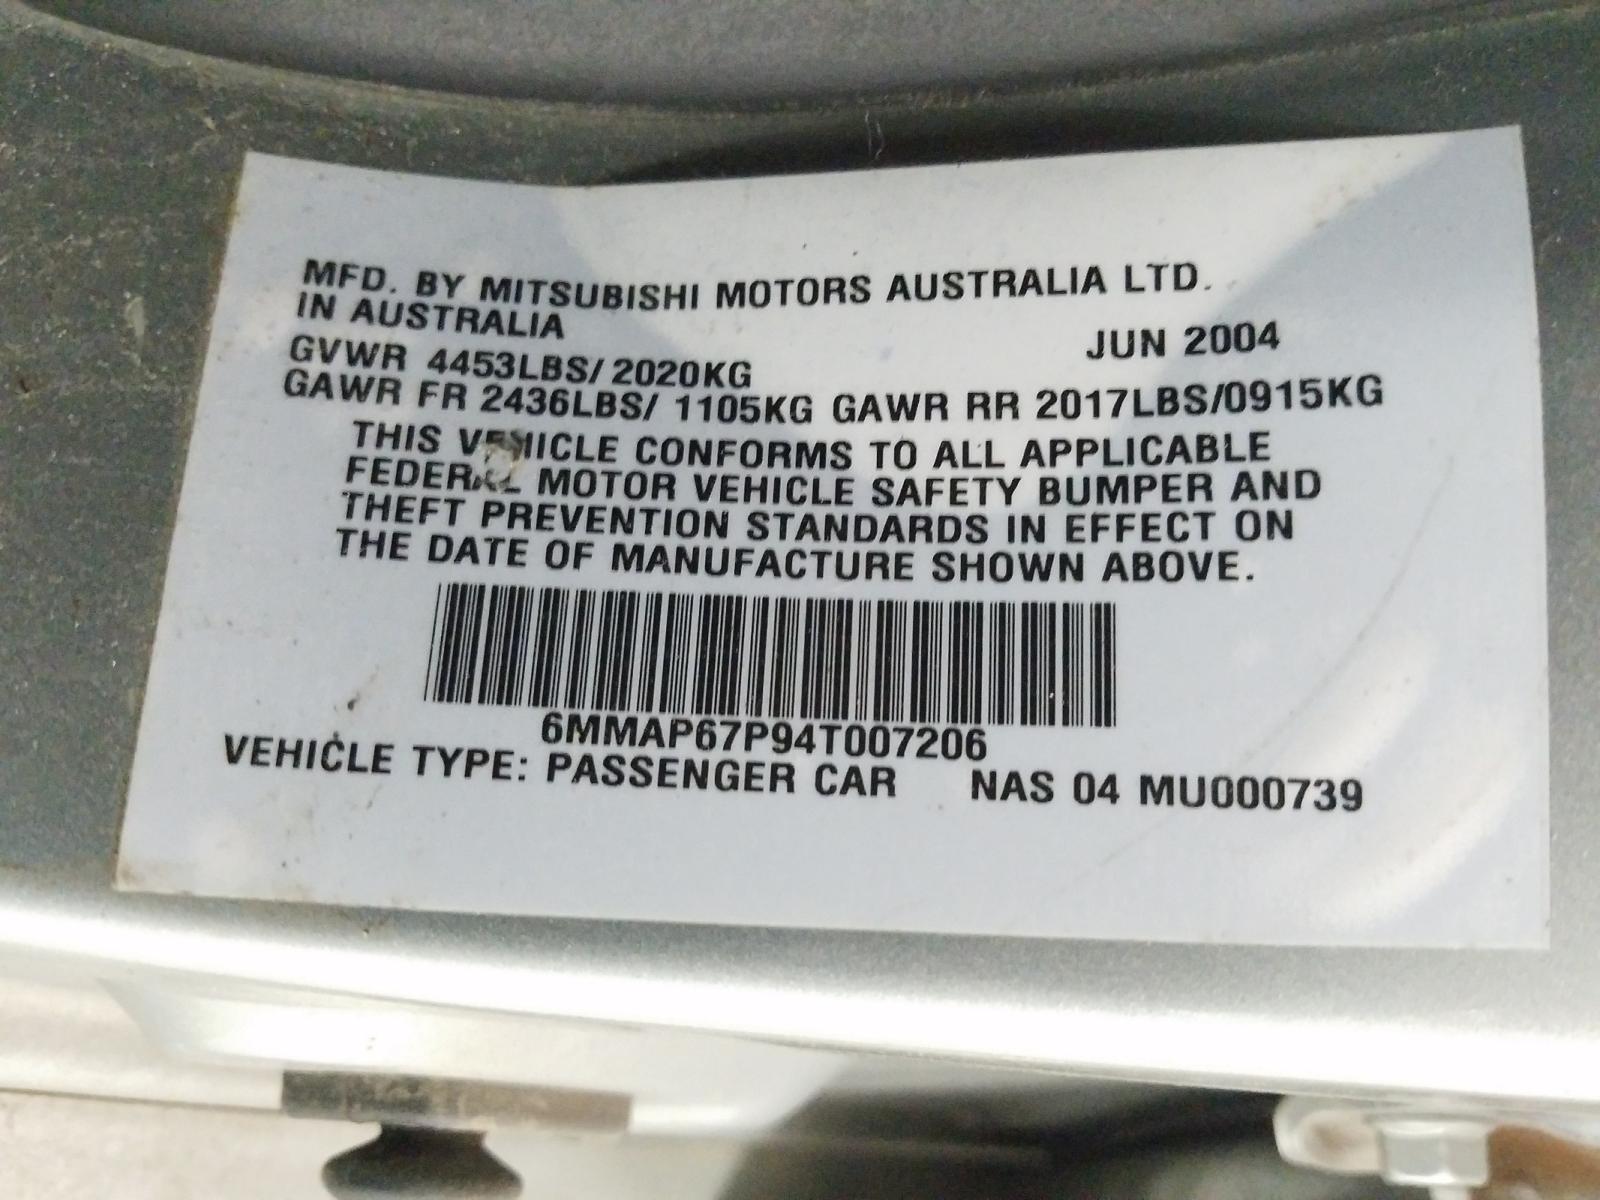 MFD. BY MITSUBISHI MOTORS AUSTRALIA LTD.
IN AUSTRALIA
JUN 2004
GVWR 4453LBS/ 2020KG
GAWR FR 2436LBS/ 1105KG GAWR RR 2017LBS/0915KG
THIS VEHICLE CONFORMS TO ALL APPLICABLE
FEDERAL MOTOR VEHICLE SAFETY BUMPER AND
THEFT PREVENTION STANDARDS IN EFFECT ON
THE DATE OF MANUFACTURE SHOWN ABOVE.
6MMAP67P94T007206
VEHICLE TYPE: PASSENGER CAR NAS 04 MU000739